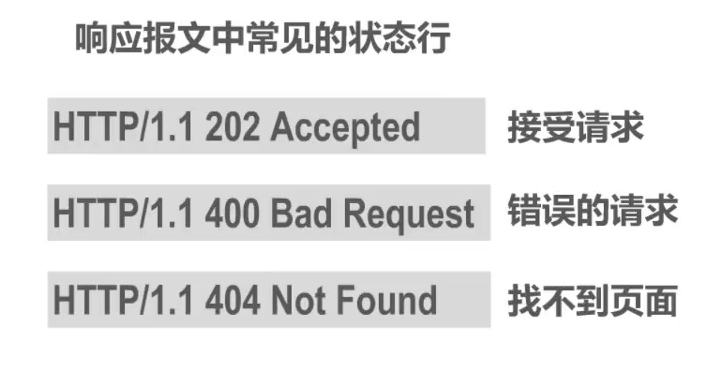 响应报文中常见的状态行
HTTP/1.1 202 Accepted 接受请求
HTTP/1.1 400 Bad Request 错误的请求
HTTP/1.1 404 Not Found 找不到页面